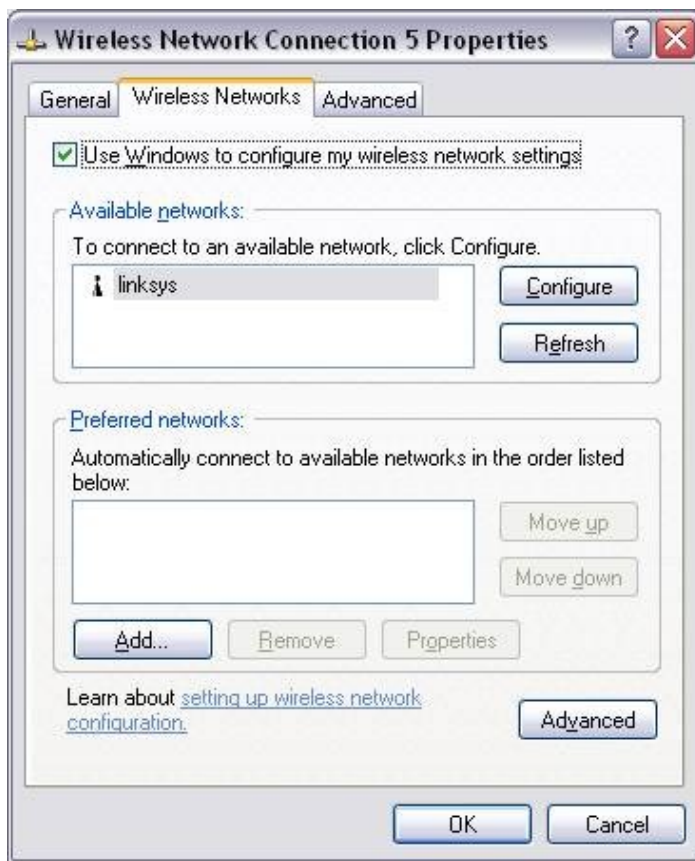 Wireless Network Connection 5 Properties
General Wireless Networks Advanced
Use Windows to configure my wireless network settings
Available networks:
To connect to an available network, click Configure.
linksys
Configure
Refresh
Preferred networks:
Automatically connect to available networks in the order listed
below:
Move up
Move down
Add... Remove Properties
Learn about setting up wireless network
configuration.
Advanced
OK Cancel